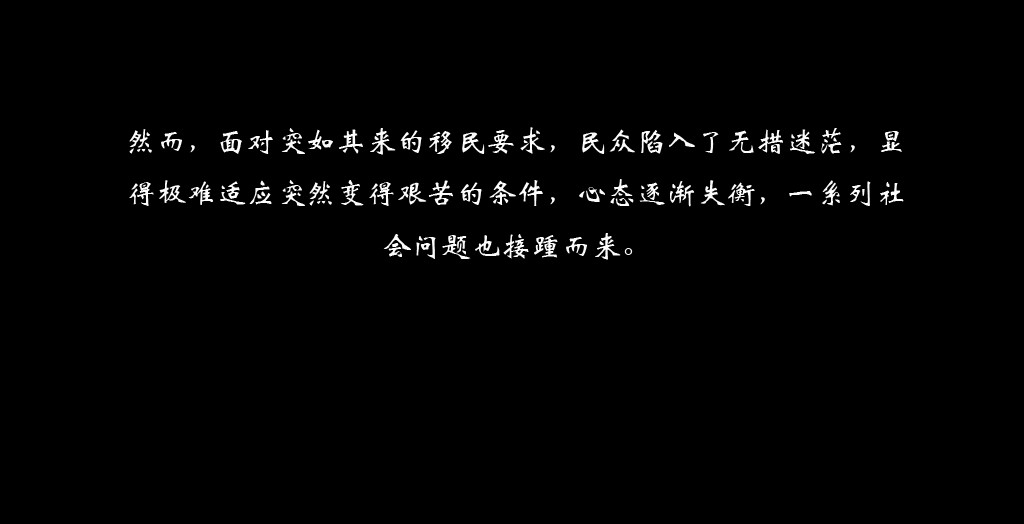 然而，面对突如其来的移民要求，民众陷入了无措迷茫，显
得极难适应突然变得艰苦的条件，心态逐渐失衡，一系列社
会问题也接踵而来。